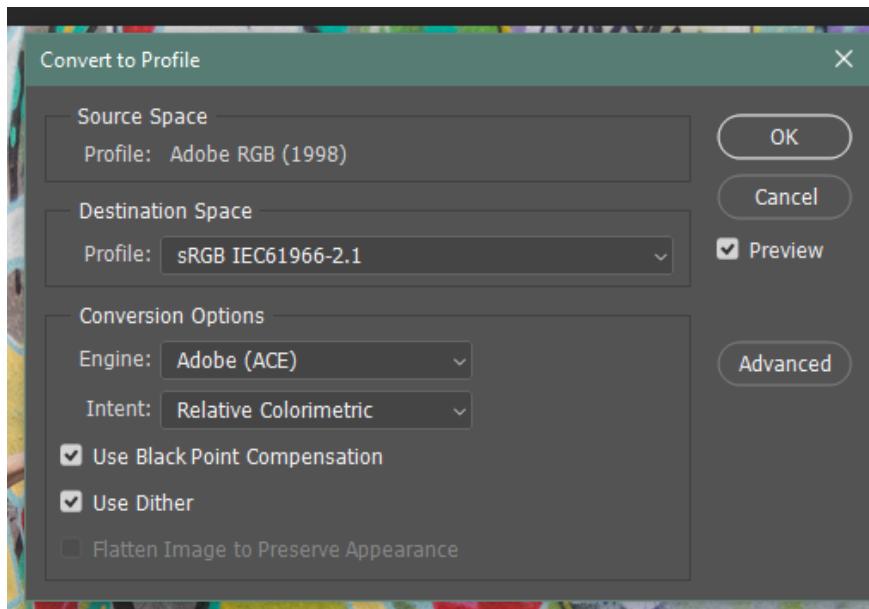 Convert to Profile
Source Space
Profile: Adobe RGB (1998)
OK
Cancel
Destination Space
Profile: sRGB IEC61966-2.1
Preview
Conversion Options
Engine: Adobe (ACE)
Advanced
Intent: Relative Colorimetric
Use Black Point Compensation
Use Dither
Flatten Image to Preserve Appearance